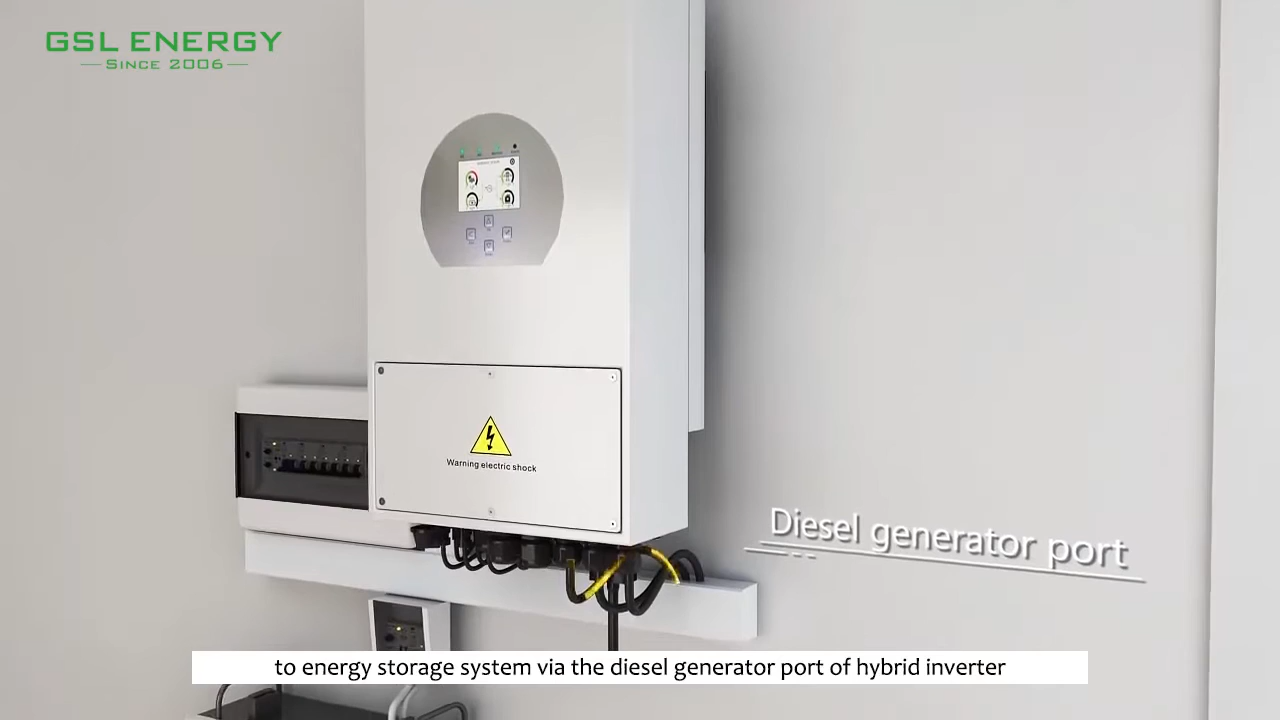 GSL ENERGY
SINCE 2006
Warning electric shock
Diesel generator port
to energy storage system via the diesel generator port of hybrid inverter